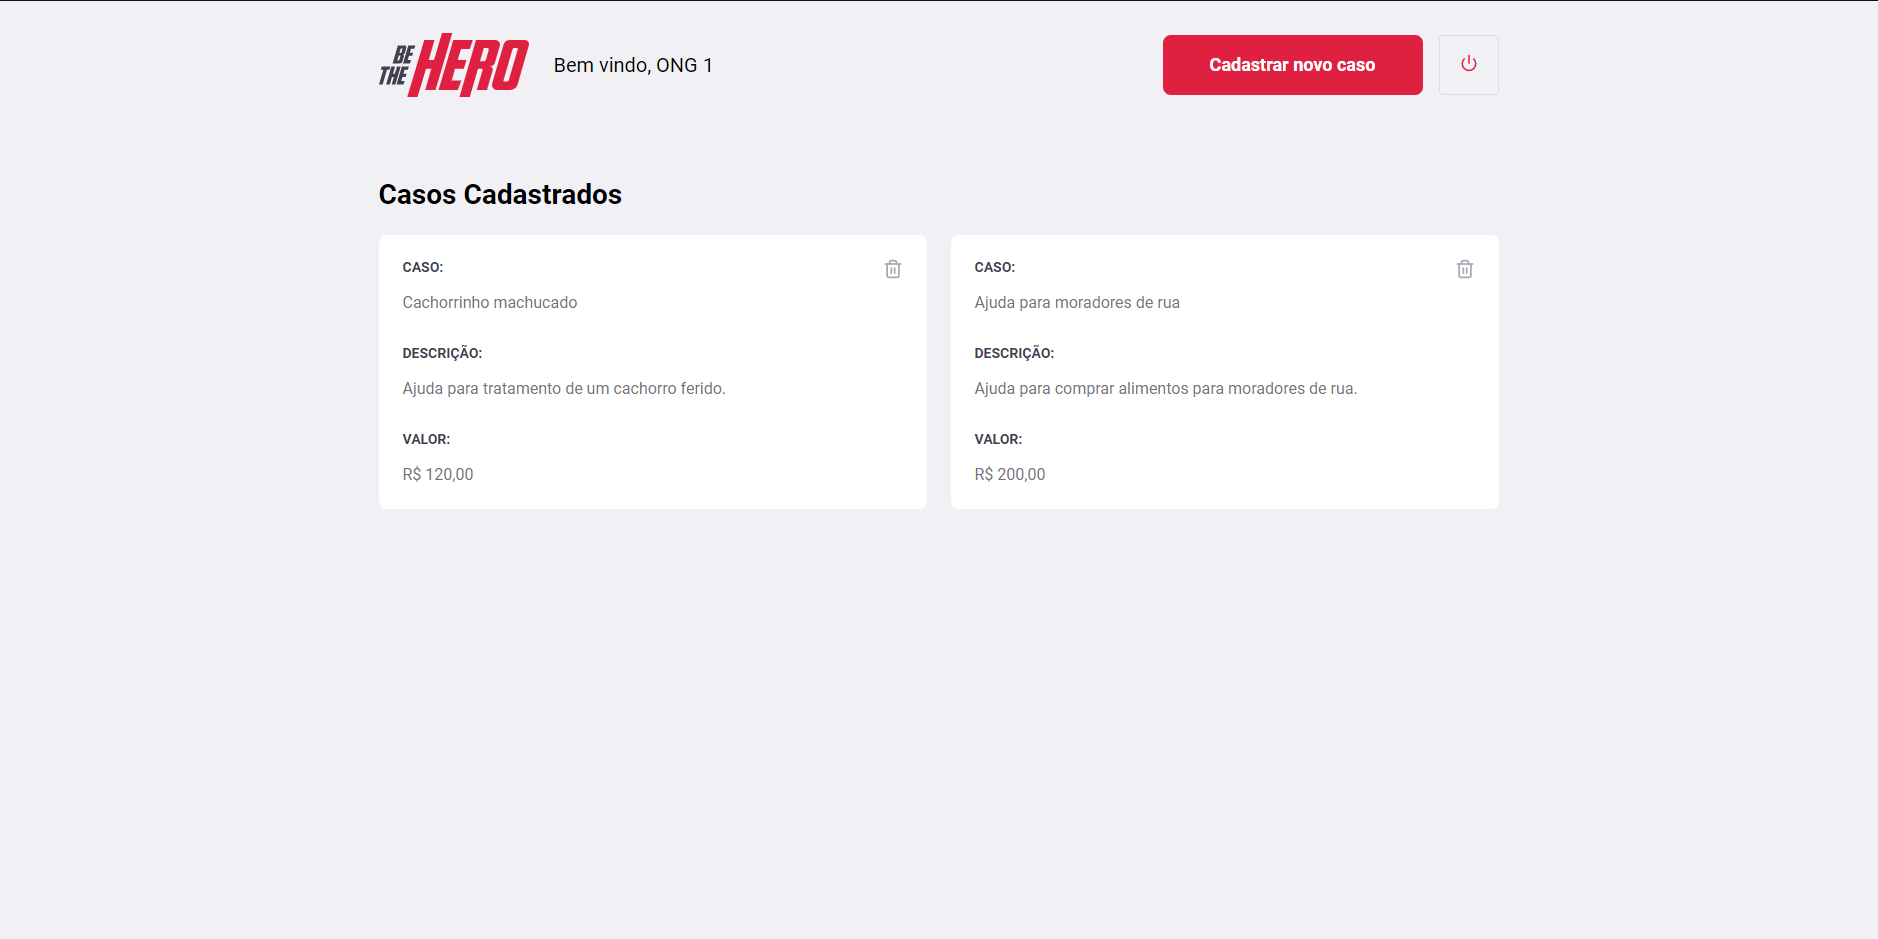 BE THE HERO
Bem vindo, ONG 1
Cadastrar novo caso
Casos Cadastrados
CASO:
Cachorrinho machucado
DESCRIÇÃO:
Ajuda para tratamento de um cachorro ferido.
VALOR:
R$ 120,00
CASO:
Ajuda para moradores de rua
DESCRIÇÃO:
Ajuda para comprar alimentos para moradores de rua.
VALOR:
R$ 200,00